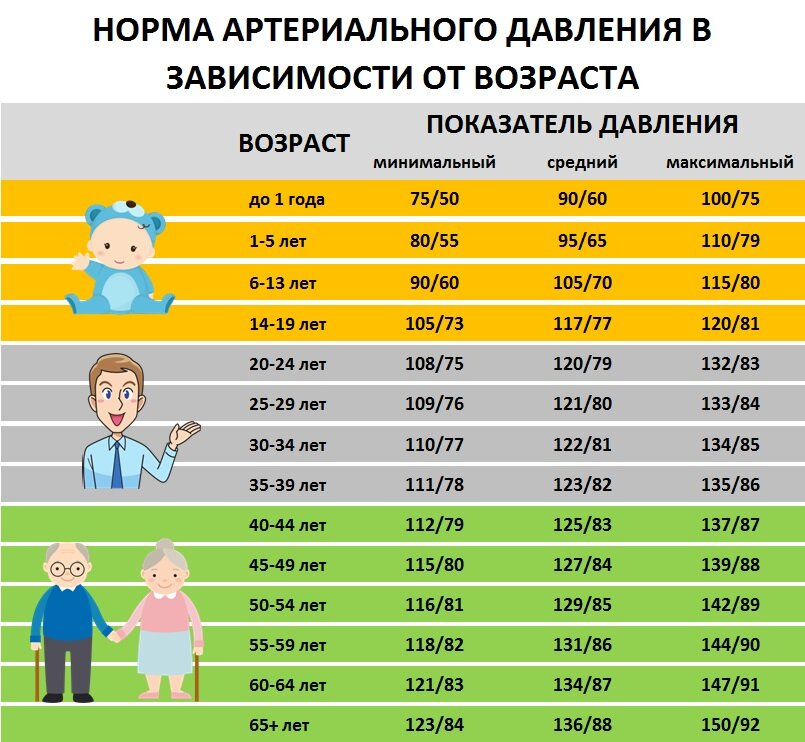 НОРМА АРТЕРИАЛЬНОГО ДАВЛЕНИЯ В
ЗАВИСИМОСТИ ОТ ВОЗРАСТА
ВОЗРАСТ ПОКАЗАТЕЛЬ ДАВЛЕНИЯ
минимальный средний максимальный
до 1 года 75/50 90/60 100/75
1-5 лет 80/55 95/65 110/79
6-13 лет 90/60 105/70 115/80
14-19 лет 105/73 117/77 120/81
20-24 лет 108/75 120/79 132/83
25-29 лет 109/76 121/80 133/84
30-34 лет 110/77 122/81 134/85
35-39 лет 111/78 123/82 135/86
40-44 лет 112/79 125/83 137/87
45-49 лет 115/80 127/84 139/88
50-54 лет 116/81 129/85 142/89
55-59 лет 118/82 131/86 144/90
60-64 лет 121/83 134/87 147/91
65+ лет 123/84 136/88 150/92